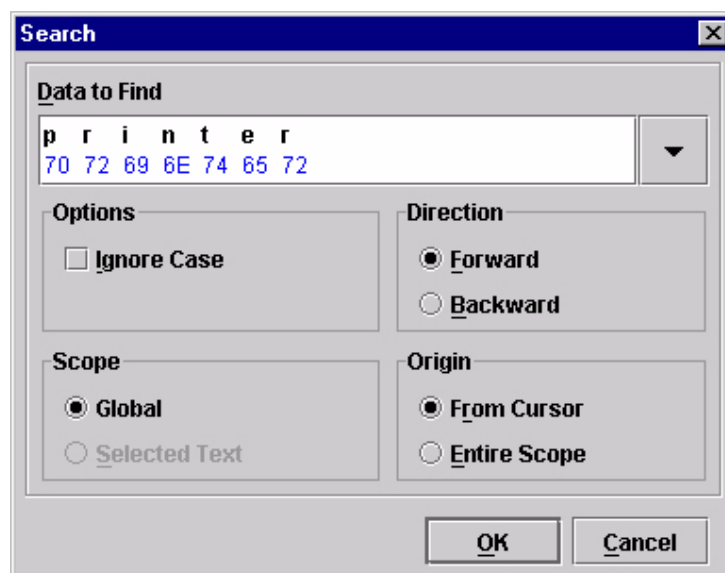 Search
Data to Find
p r i n t e r
70 72 69 6E 74 65 72
Options
Ignore Case
Direction
Forward
Backward
Scope
Global
Selected Text
Origin
From Cursor
Entire Scope
OK Cancel